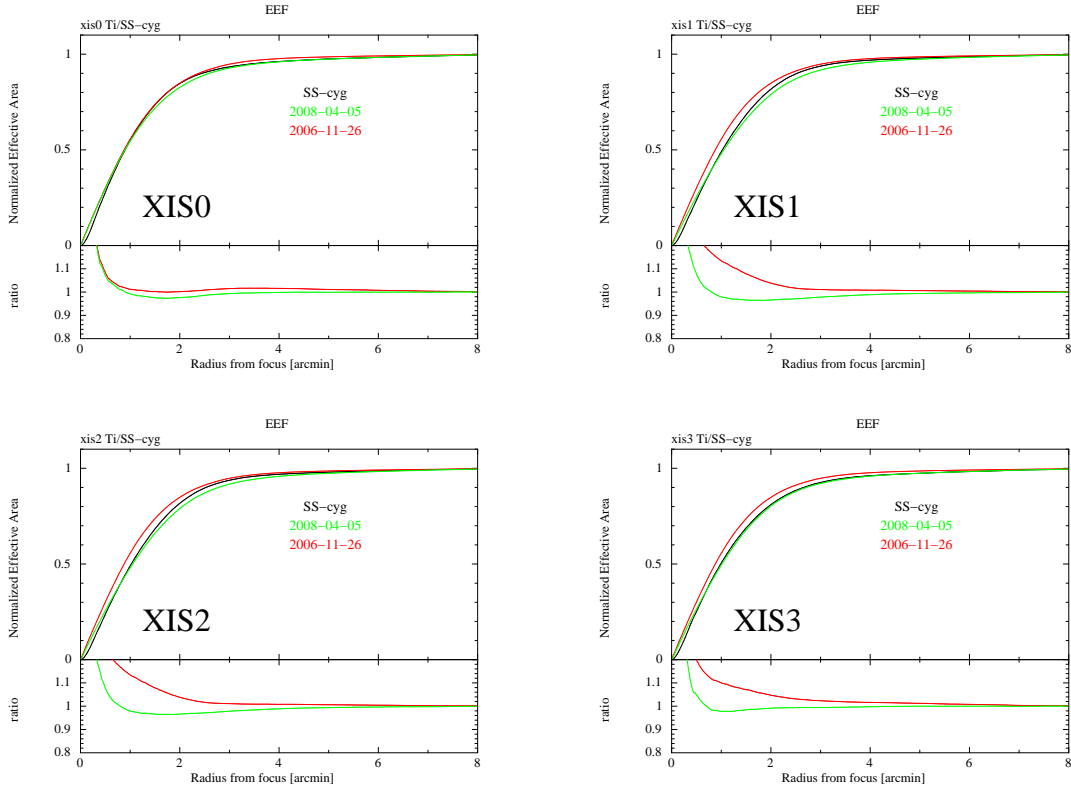 EEF
xis0 Ti/SS−cyg
1
SS−cyg
2008−04−05
2006−11−26
0.5
XIS0
0
Normalized Effective Area
1.1
1
0.9
0.8
ratio
0 2 4 6 8
Radius from focus [arcmin]
EEF
xis1 Ti/SS−cyg
1
SS−cyg
2008−04−05
2006−11−26
0.5
XIS1
0
Normalized Effective Area
1.1
1
0.9
0.8
ratio
0 2 4 6 8
Radius from focus [arcmin]
EEF
xis2 Ti/SS−cyg
1
SS−cyg
2008−04−05
2006−11−26
0.5
XIS2
0
Normalized Effective Area
1.1
1
0.9
0.8
ratio
0 2 4 6 8
Radius from focus [arcmin]
EEF
xis3 Ti/SS−cyg
1
SS−cyg
2008−04−05
2006−11−26
0.5
XIS3
0
Normalized Effective Area
1.1
1
0.9
0.8
ratio
0 2 4 6 8
Radius from focus [arcmin]